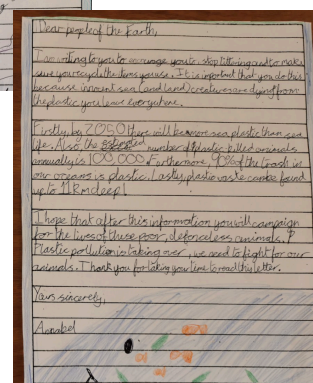 Dear people of the Earth,
I am writing to you to encourage you to stop littering and to make
sure you recycle the items you use. It is important that you do this
because innocent sea (and land) creatures are dying from
the plastic you leave everywhere.
Firstly, by 2050 there will be more sea plastic than sea
life. Also, the estimated number of plastic killed animals
annually is 100,000. Furthermore, 90% of the trash in
our oceans is plastic. Lastly, plastic waste can be found
up to 11km deep!
I hope that after this information you will campaign
for the lives of these poor, defenceless animals.
Plastic pollution is taking over, we need to fight for our
animals. Thank you for taking your time to read this letter.
Yours sincerely,
Annabel